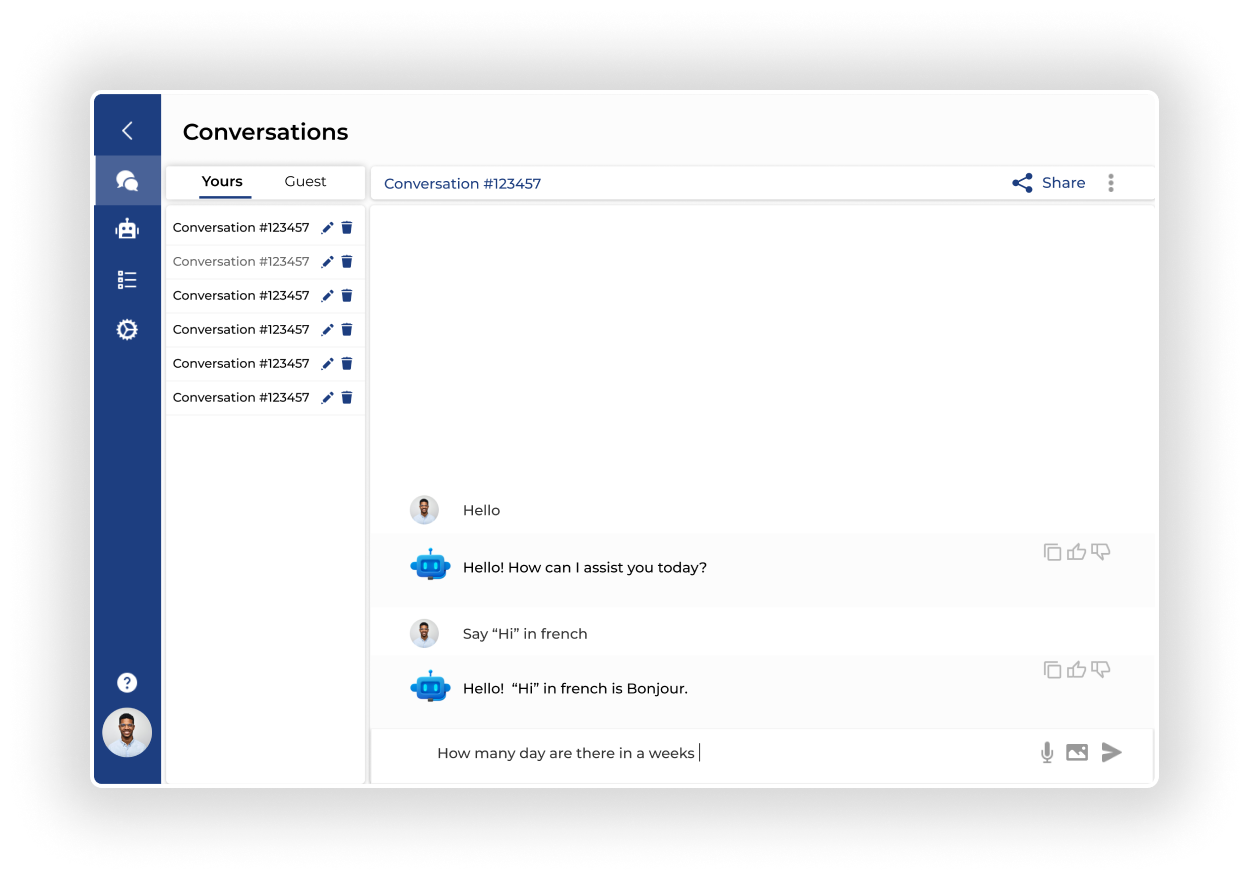 Conversations
Yours Guest
Conversation #123457 Share
Conversation #123457
Conversation #123457
Conversation #123457
Conversation #123457
Conversation #123457
Conversation #123457
Hello
Hello! How can I assist you today?
Say “Hi” in french
Hello!  “Hi” in french is Bonjour.
How many day are there in a weeks
?